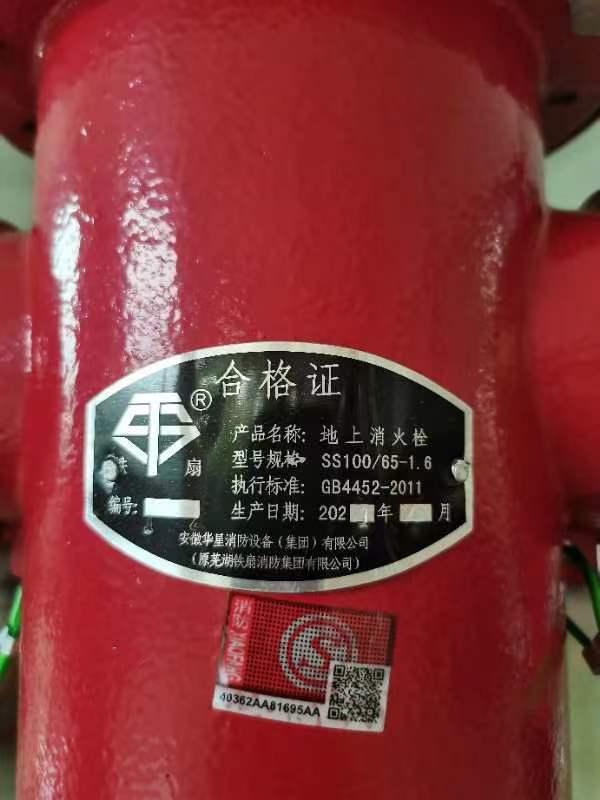 合格证
®
铁 扇
产品名称: 地上消火栓
型号规格: SS100/65-1.6
执行标准: GB4452-2011
编号:
生产日期: 202 年 月
安徽华星消防设备（集团）有限公司
（原芜湖铁扇消防集团有限公司）
消防
40362AA81695AA